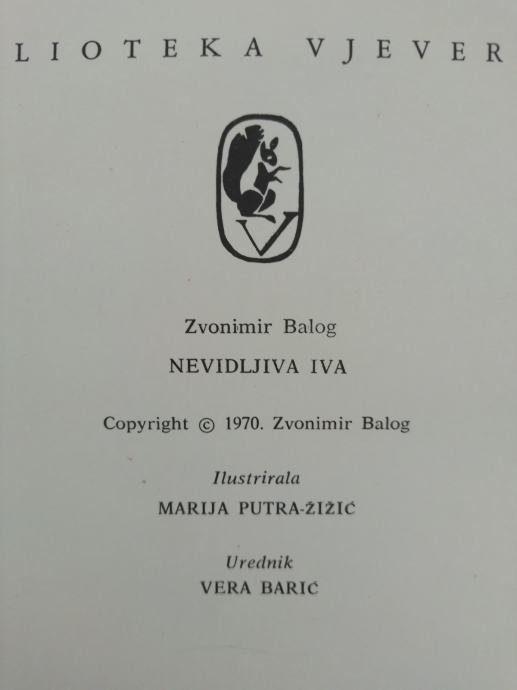 LIOTEKA VJEVER
V
Zvonimir Balog
NEVIDLJIVA IVA
Copyright © 1970. Zvonimir Balog
Ilustrirala
MARIJA PUTRA-ŽIŽIĆ
Urednik
VERA BARIĆ